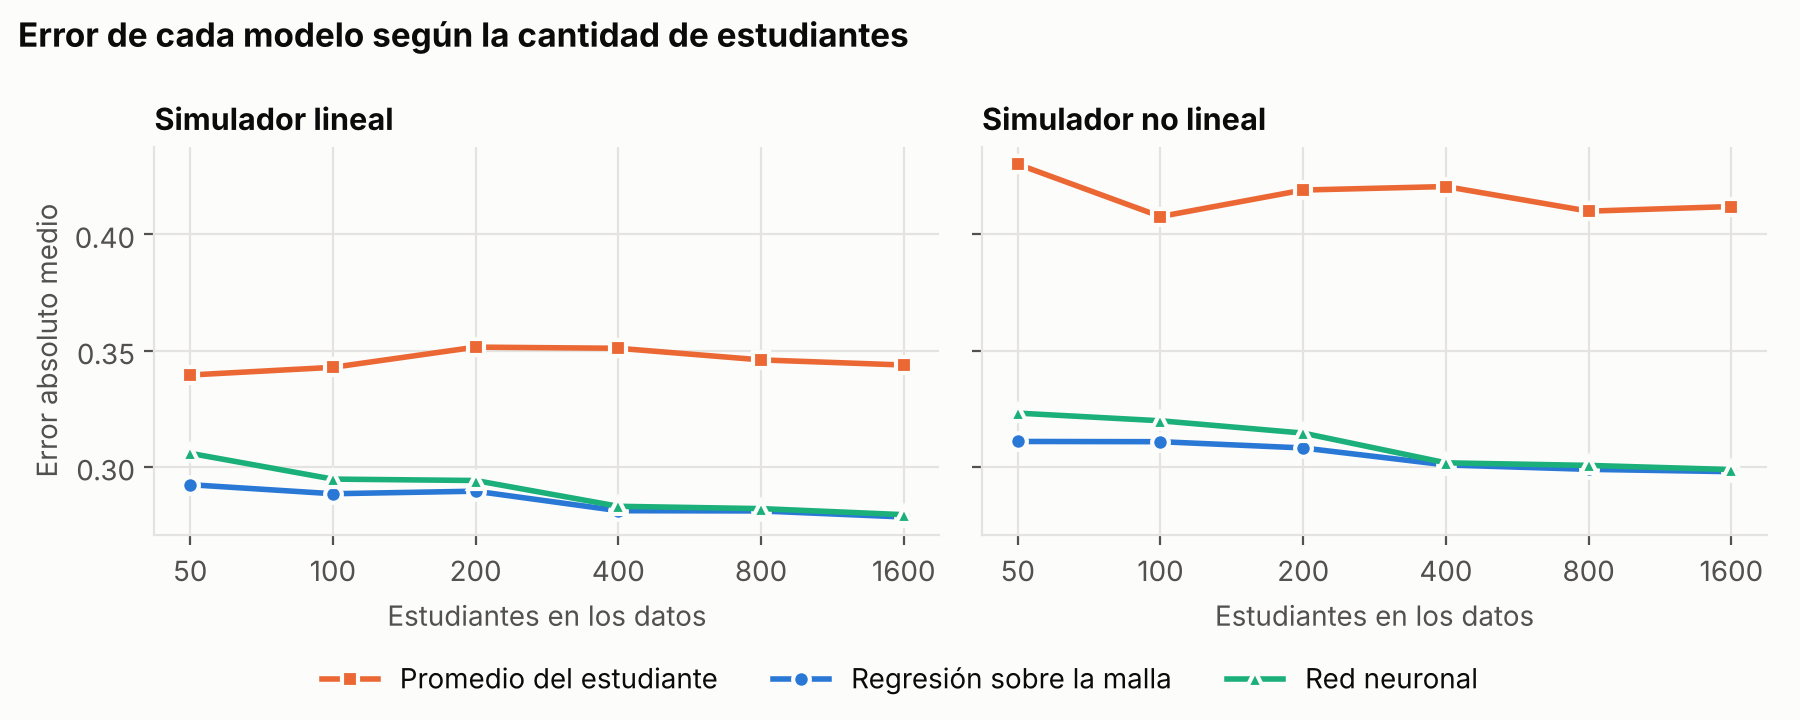 Error de cada modelo según la cantidad de estudiantes
Simulador lineal
Simulador no lineal
Error absoluto medio
0.40
0.35
0.30
50 100 200 400 800 1600
50 100 200 400 800 1600
Estudiantes en los datos
Estudiantes en los datos
Promedio del estudiante
Regresión sobre la malla
Red neuronal